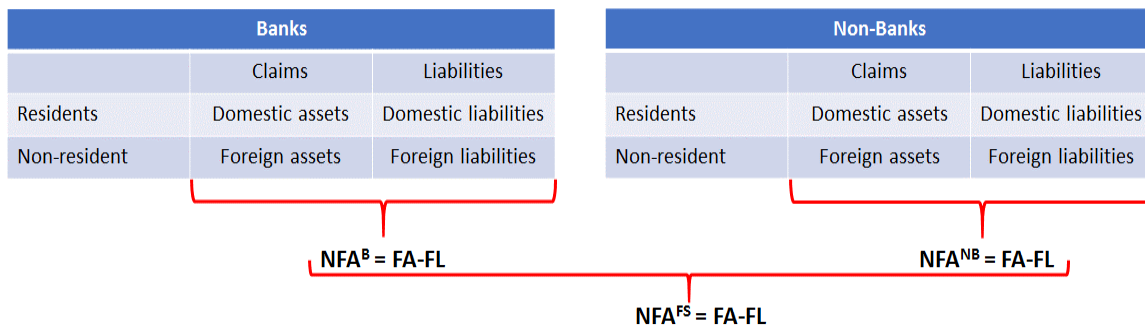 Banks
Claims Liabilities
Residents Domestic assets Domestic liabilities
Non-resident Foreign assets Foreign liabilities
NFAᴮ = FA-FL
Non-Banks
Claims Liabilities
Residents Domestic assets Domestic liabilities
Non-resident Foreign assets Foreign liabilities
NFAᴺᴮ = FA-FL
NFAᶠˢ = FA-FL